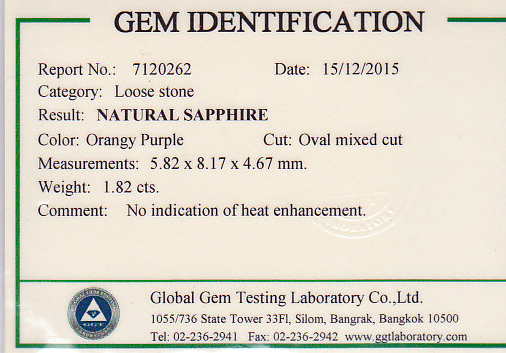 GEM IDENTIFICATION
Report No.: 7120262 Date: 15/12/2015
Category: Loose stone
Result: NATURAL SAPPHIRE
Color: Orangy Purple Cut: Oval mixed cut
Measurements: 5.82 x 8.17 x 4.67 mm.
Weight: 1.82 cts.
Comment: No indication of heat enhancement.
GGT
Global Gem Testing Laboratory Co.,Ltd.
1055/736 State Tower 33Fl, Silom, Bangrak, Bangkok 10500
Tel: 02-236-2941 Fax: 02-236-2942 www.ggtlaboratory.com